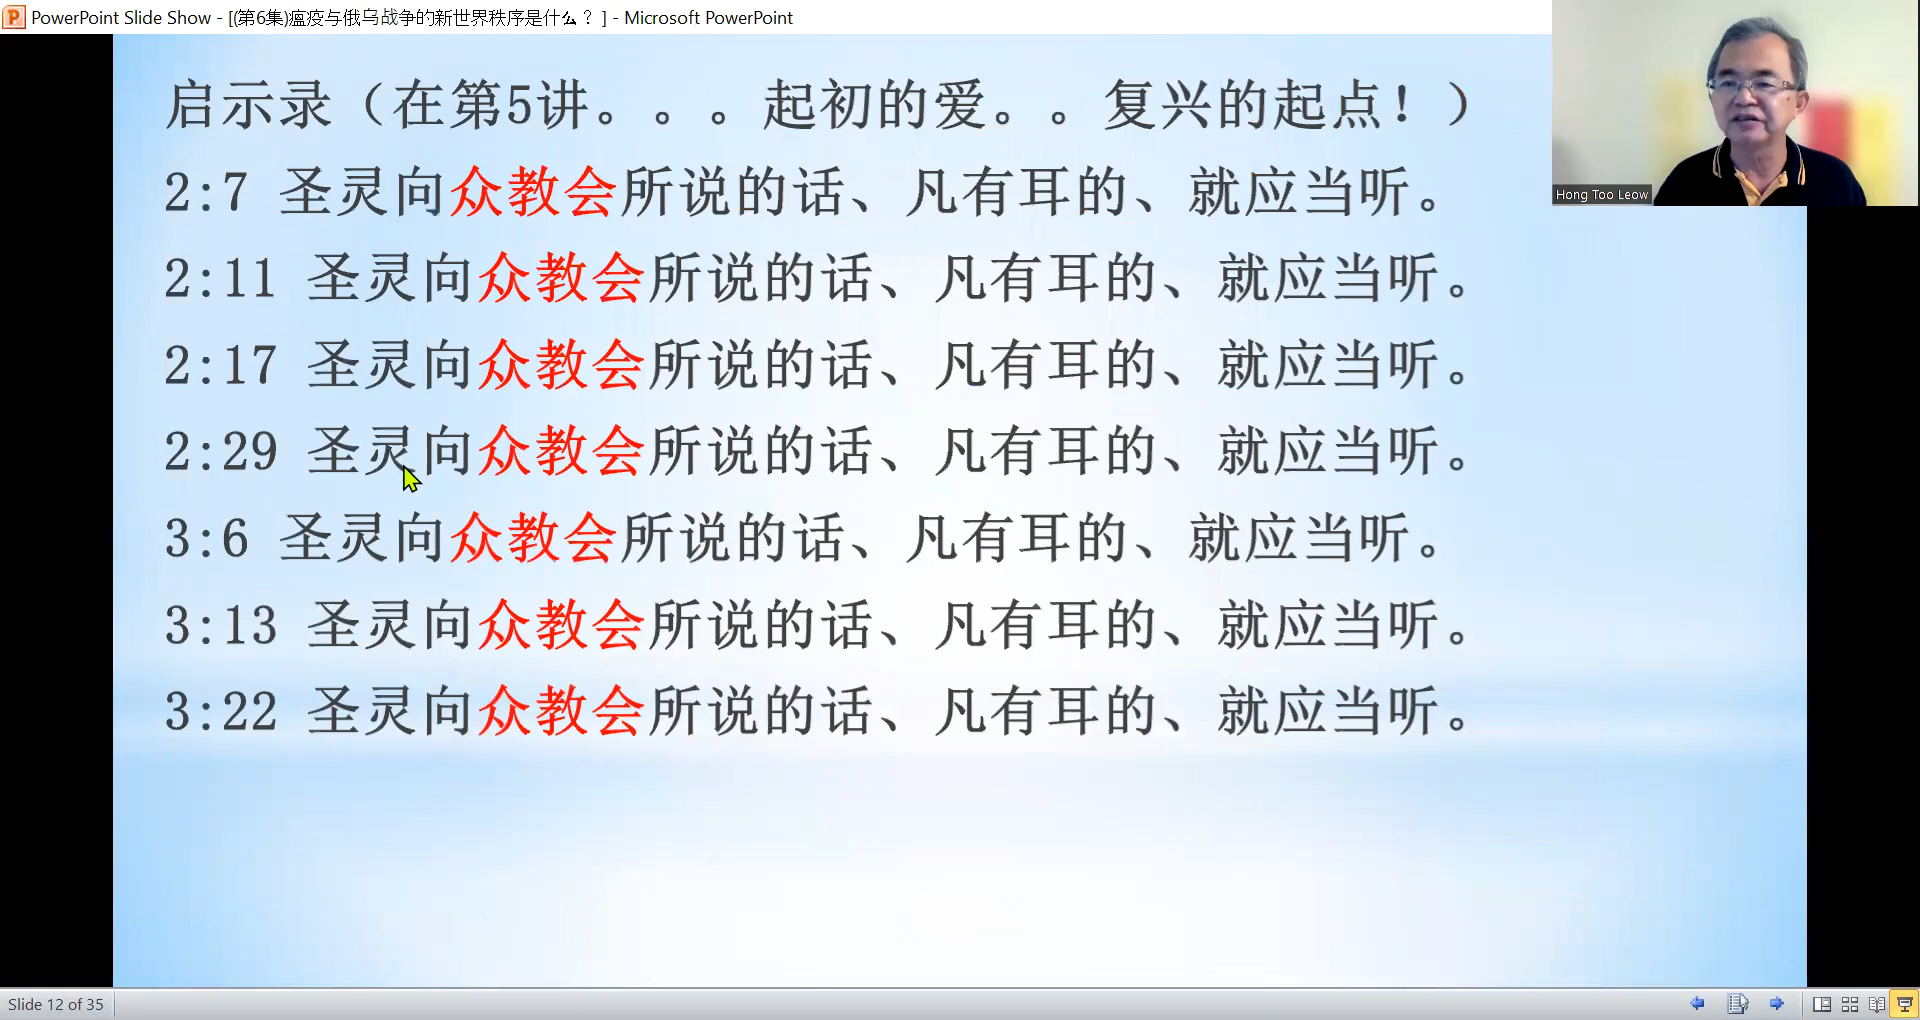 PowerPoint Slide Show - [(第6集)瘟疫与俄乌战争的新世界秩序是什么？ ] - Microsoft PowerPoint
Hong Too Leow
启示录（在第5讲。。。起初的爱。。复兴的起点！）
2:7 圣灵向众教会所说的话、凡有耳的、就应当听。
2:11 圣灵向众教会所说的话、凡有耳的、就应当听。
2:17 圣灵向众教会所说的话、凡有耳的、就应当听。
2:29 圣灵向众教会所说的话、凡有耳的、就应当听。
3:6 圣灵向众教会所说的话、凡有耳的、就应当听。
3:13 圣灵向众教会所说的话、凡有耳的、就应当听。
3:22 圣灵向众教会所说的话、凡有耳的、就应当听。
Slide 12 of 35